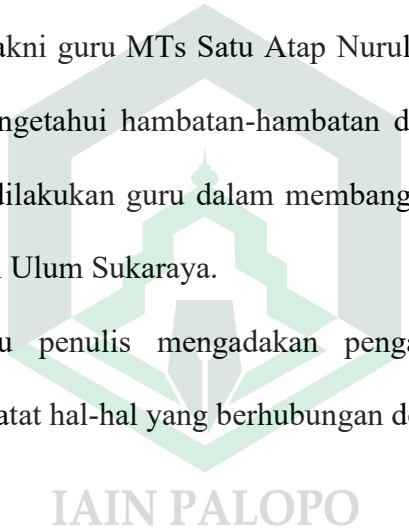 akni guru MTs Satu Atap Nurul
ngetahui hambatan-hambatan d
dilakukan guru dalam membang
Ulum Sukaraya.
u penulis mengadakan penga
atat hal-hal yang berhubungan de
IAIN PALOPO